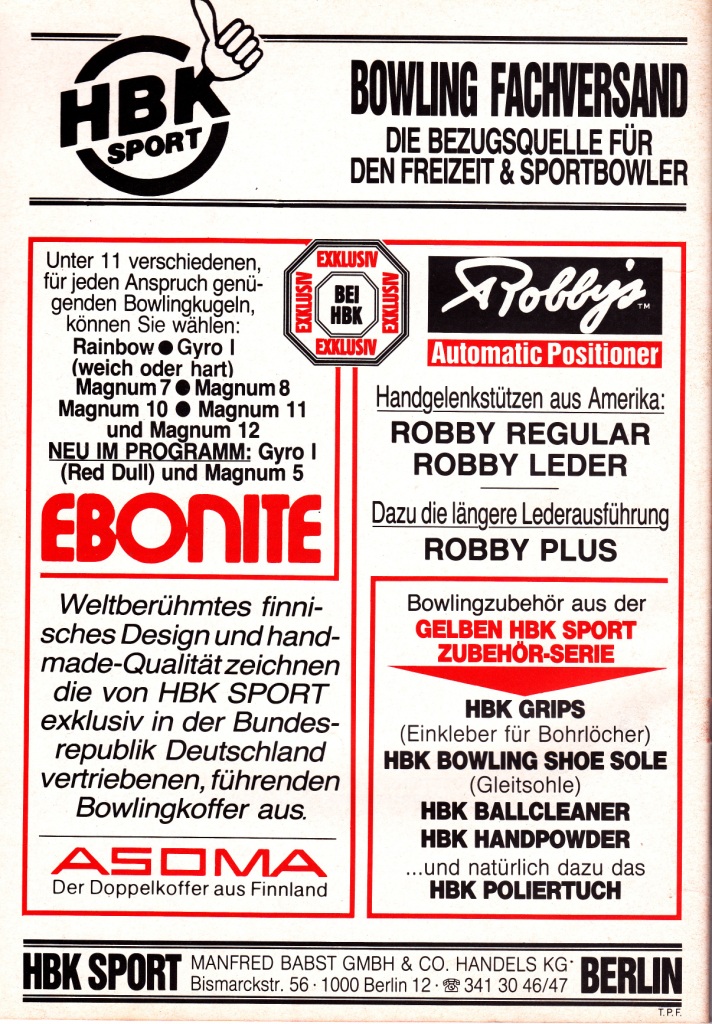 HBK
SPORT
BOWLING FACHVERSAND
DIE BEZUGSQUELLE FÜR
DEN FREIZEIT & SPORTBOWLER
Unter 11 verschiedenen,
für jeden Anspruch genü-
genden Bowlingkugeln,
können Sie wählen:
Rainbow ● Gyro I
(weich oder hart)
Magnum 7 ● Magnum 8
Magnum 10 ● Magnum 11
und Magnum 12
NEU IM PROGRAMM: Gyro I
(Red Dull) und Magnum 5
EBONITE
EXKLUSIV
EXKLUSIV
BEI
HBK
EXKLUSIV
EXKLUSIV
Weltberühmtes finni-
sches Design und hand-
made-Qualität zeichnen
die von HBK SPORT
exklusiv in der Bundes-
republik Deutschland
vertriebenen, führenden
Bowlingkoffer aus.
ASOMA
Der Doppelkoffer aus Finnland
Robby's™
Automatic Positioner
Handgelenkstützen aus Amerika:
ROBBY REGULAR
ROBBY LEDER
Dazu die längere Lederausführung
ROBBY PLUS
Bowlingzubehör aus der
GELBEN HBK SPORT
ZUBEHÖR-SERIE
HBK GRIPS
(Einkleber für Bohrlöcher)
HBK BOWLING SHOE SOLE
(Gleitsohle)
HBK BALLCLEANER
HBK HANDPOWDER
...und natürlich dazu das
HBK POLIERTUCH
HBK SPORT
MANFRED BABST GMBH & CO. HANDELS KG
Bismarckstr. 56 · 1000 Berlin 12 · ☎ 341 30 46/47
BERLIN
T.P.F.